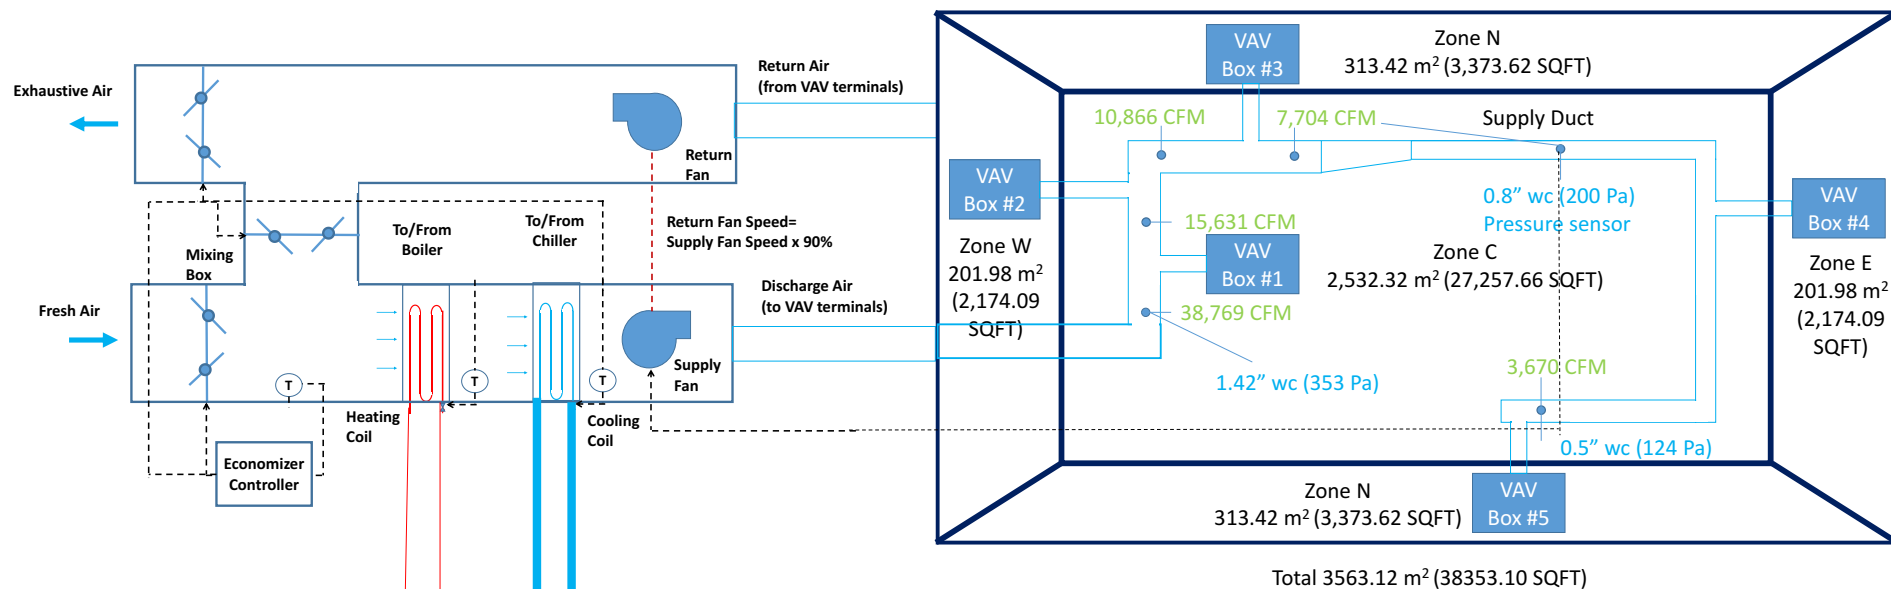 Exhaustive Air
Return Air
(from VAV terminals)
Return
Fan
To/From
Boiler
To/From
Chiller
Return Fan Speed=
Supply Fan Speed x 90%
Mixing
Box
Fresh Air
Discharge Air
(to VAV terminals)
Supply
Fan
T
T
T
Heating
Coil
Cooling
Coil
Economizer
Controller
VAV
Box #3
Zone N
313.42 m² (3,373.62 SQFT)
10,866 CFM
7,704 CFM
Supply Duct
VAV
Box #2
0.8” wc (200 Pa)
Pressure sensor
VAV
Box #4
15,631 CFM
Zone W
201.98 m²
(2,174.09
SQFT)
VAV
Box #1
Zone C
2,532.32 m² (27,257.66 SQFT)
Zone E
201.98 m²
(2,174.09
SQFT)
38,769 CFM
1.42” wc (353 Pa)
3,670 CFM
0.5” wc (124 Pa)
Zone N
313.42 m² (3,373.62 SQFT)
VAV
Box #5
Total 3563.12 m² (38353.10 SQFT)